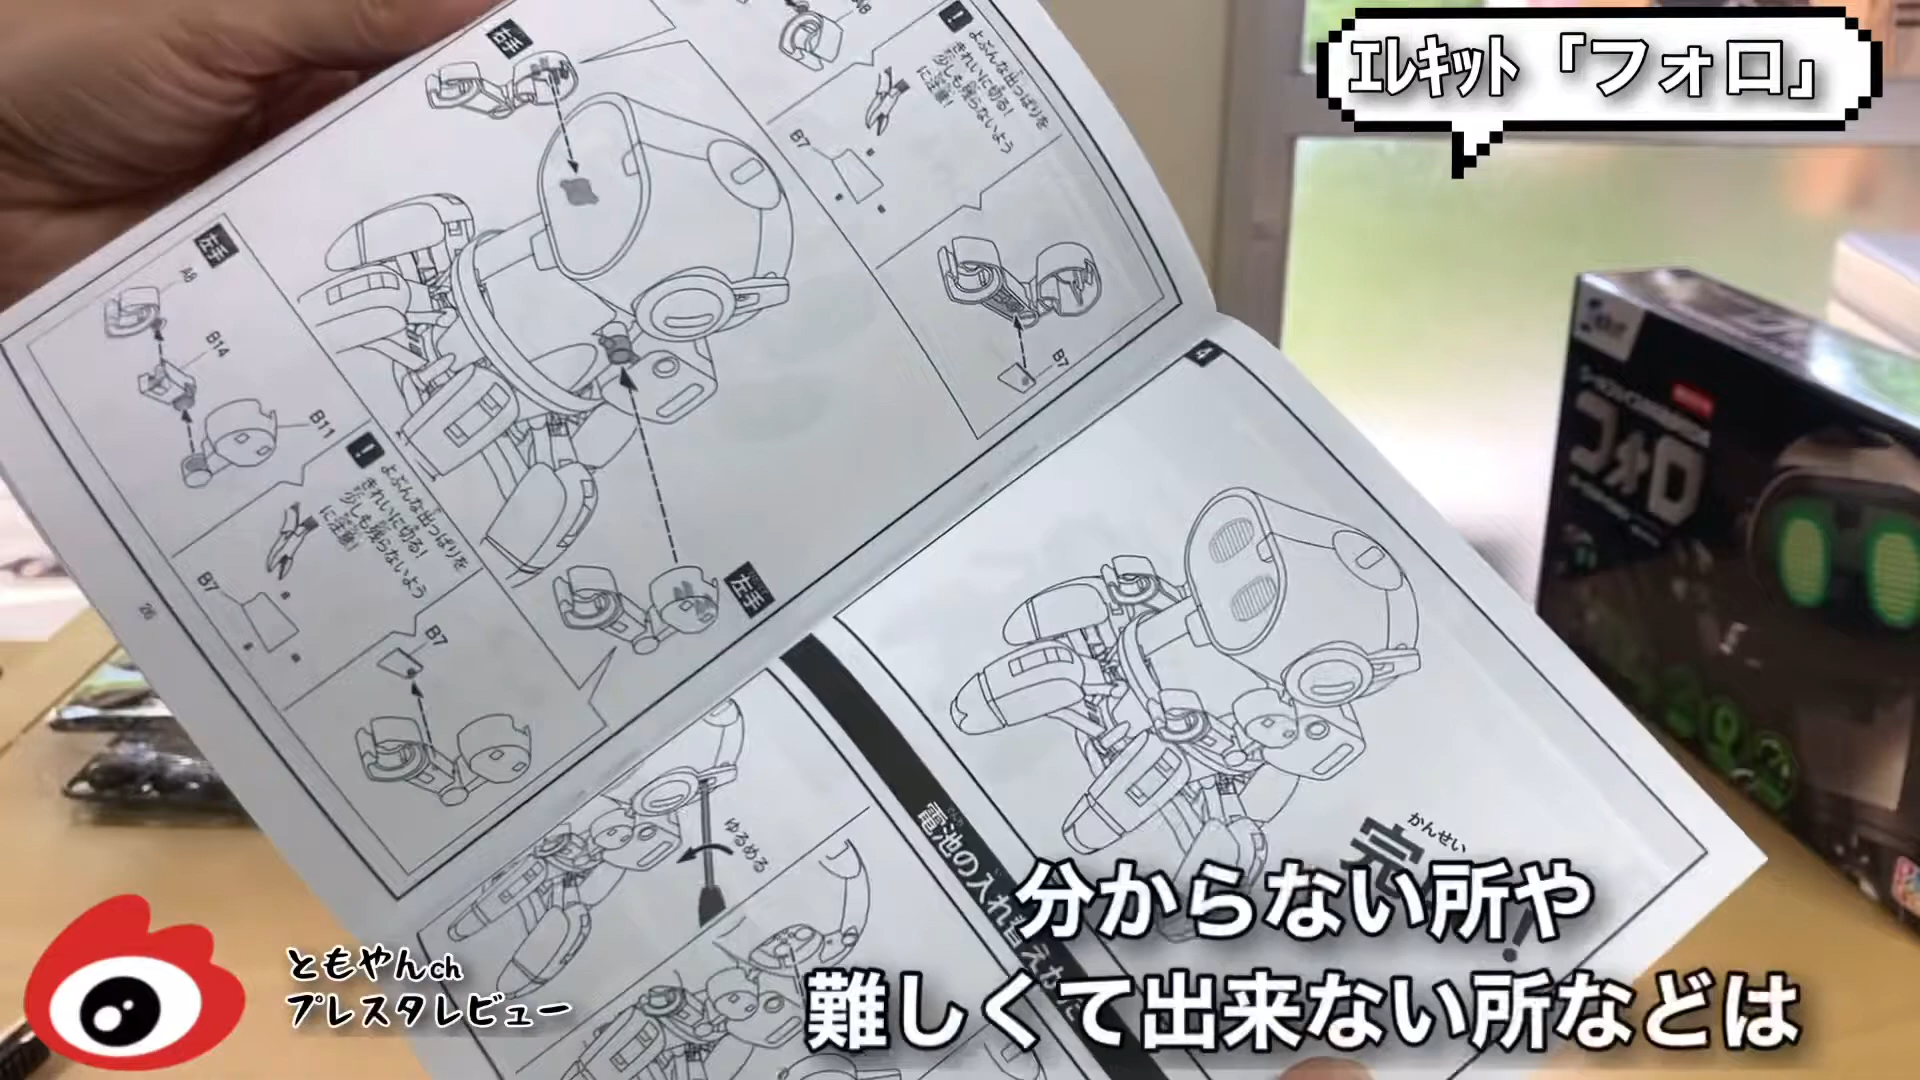 エレキット「フォロ」
右手
A8
!
よぶんな出っぱりを
きれいに切る!
少しも残らないよう
に注意!
B7
B7
左手
A8
B14
B11
!
よぶんな出っぱりを
きれいに切る!
少しも残らないよう
に注意!
B7
B7
左手
26
4
フォロ
かんせい
完
!
ゆるめる
電池の入れ替えかた
分からない所や
難しくて出来ない所などは
ともやんch
プレスタレビュー